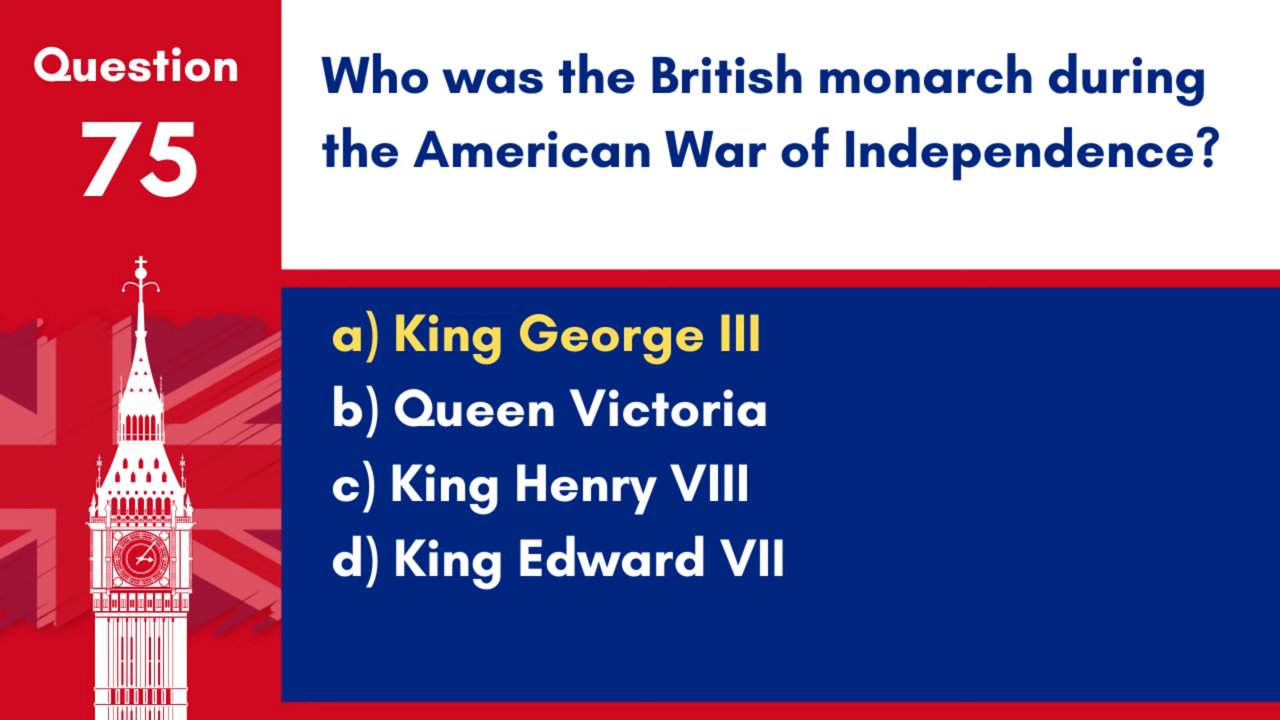 Question
75
Who was the British monarch during
the American War of Independence?
a) King George III
b) Queen Victoria
c) King Henry VIII
d) King Edward VII